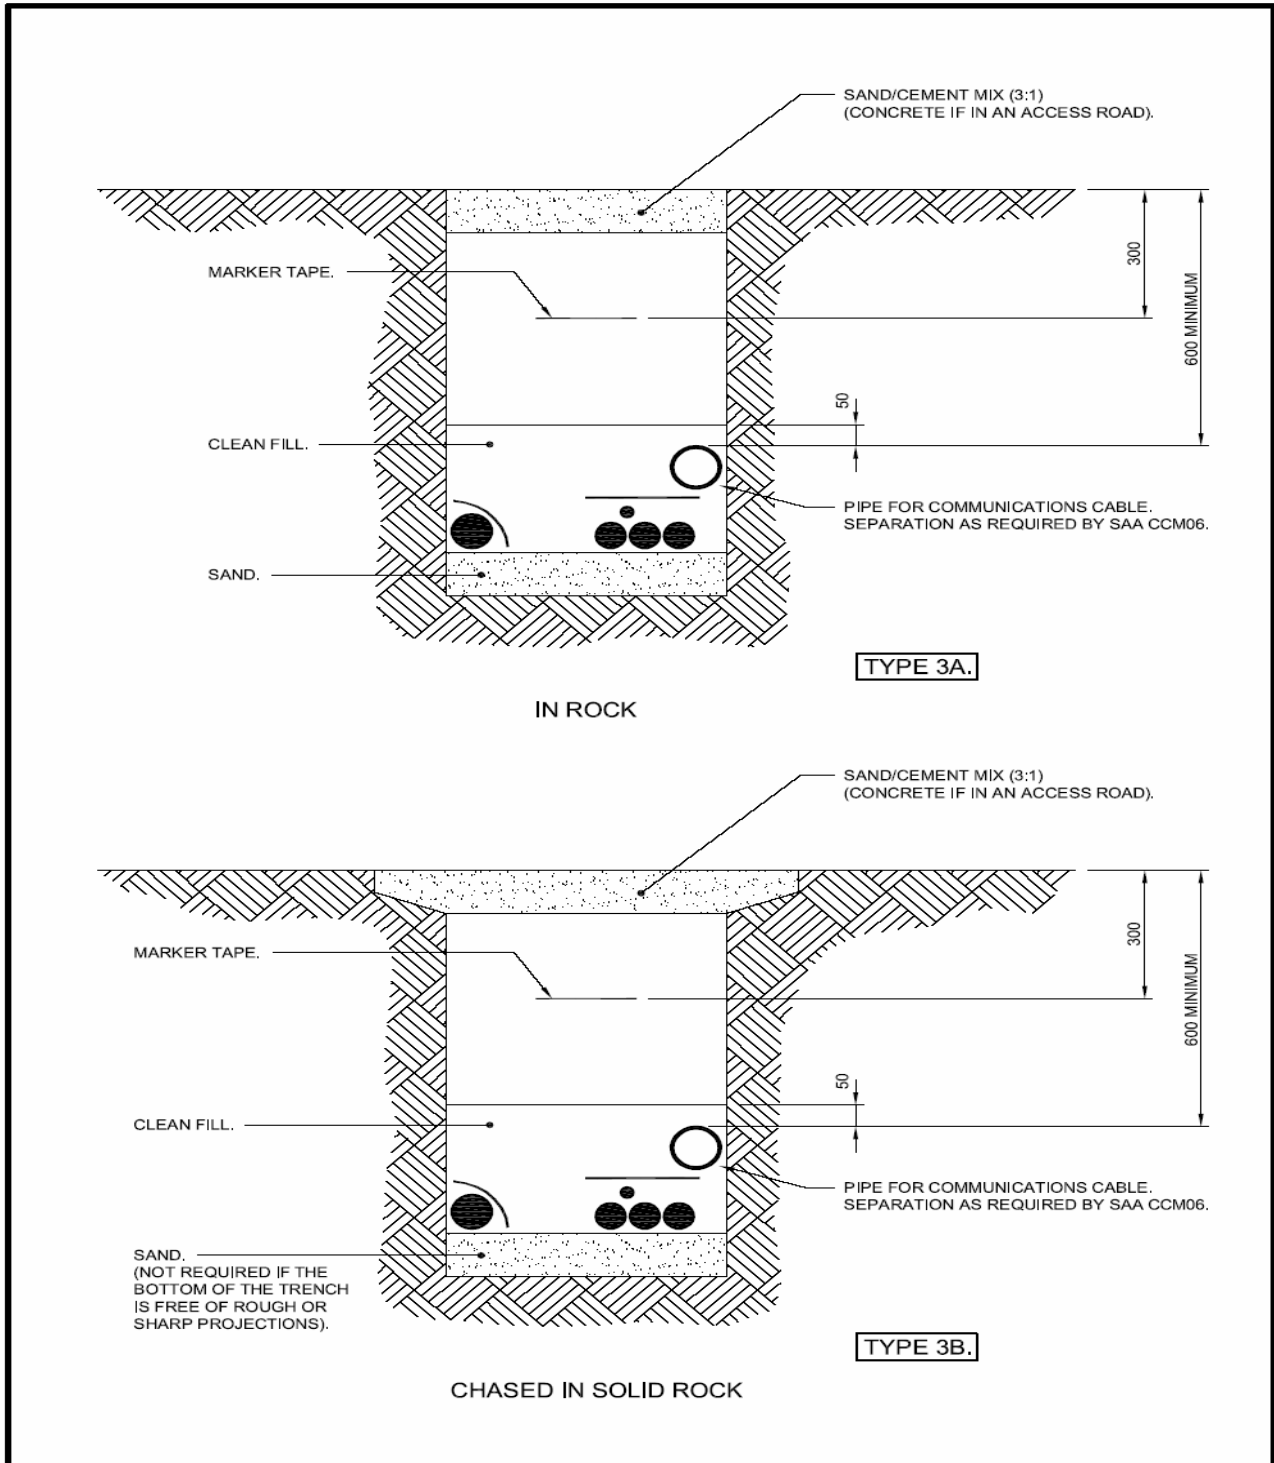 SAND/CEMENT MIX (3:1)
(CONCRETE IF IN AN ACCESS ROAD).
300
600 MINIMUM
MARKER TAPE.
50
CLEAN FILL.
PIPE FOR COMMUNICATIONS CABLE.
SEPARATION AS REQUIRED BY SAA CCM06.
SAND.
TYPE 3A.
IN ROCK
SAND/CEMENT MIX (3:1)
(CONCRETE IF IN AN ACCESS ROAD).
300
600 MINIMUM
MARKER TAPE.
50
CLEAN FILL.
PIPE FOR COMMUNICATIONS CABLE.
SEPARATION AS REQUIRED BY SAA CCM06.
SAND.
(NOT REQUIRED IF THE
BOTTOM OF THE TRENCH
IS FREE OF ROUGH OR
SHARP PROJECTIONS).
TYPE 3B.
CHASED IN SOLID ROCK